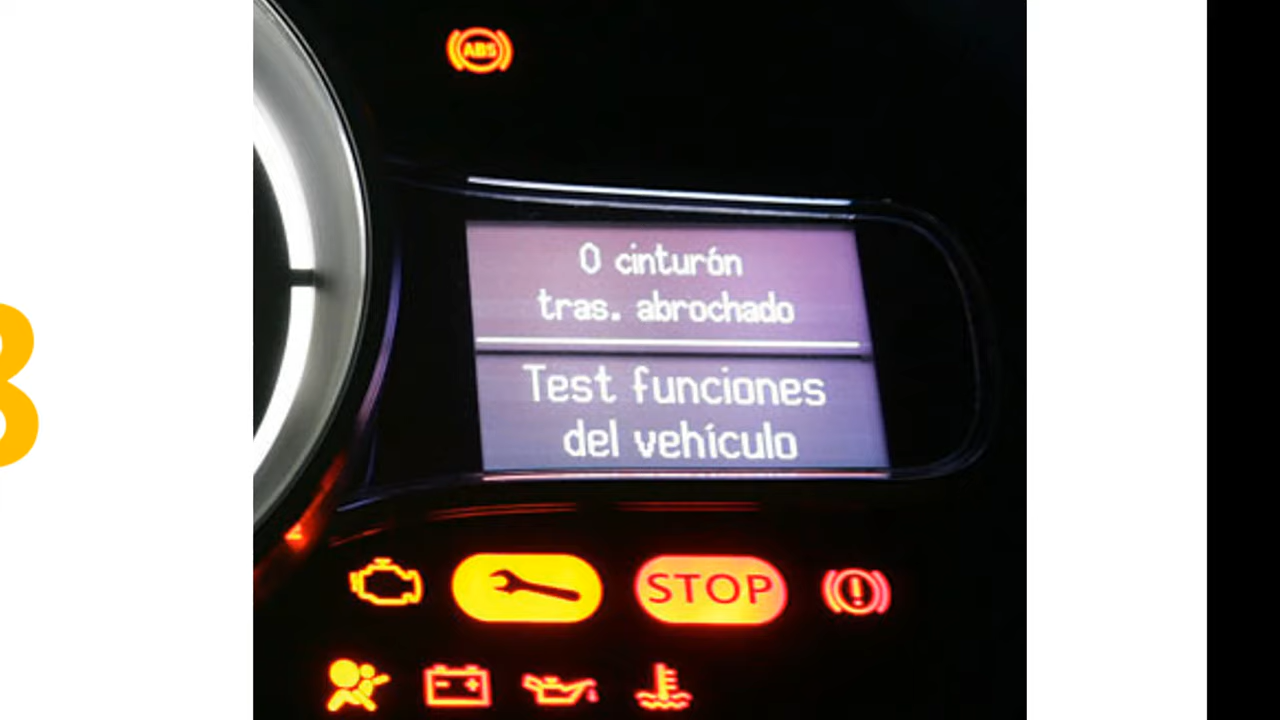 ABS
0 cinturón
tras. abrochado
Test funciones
del vehículo
STOP